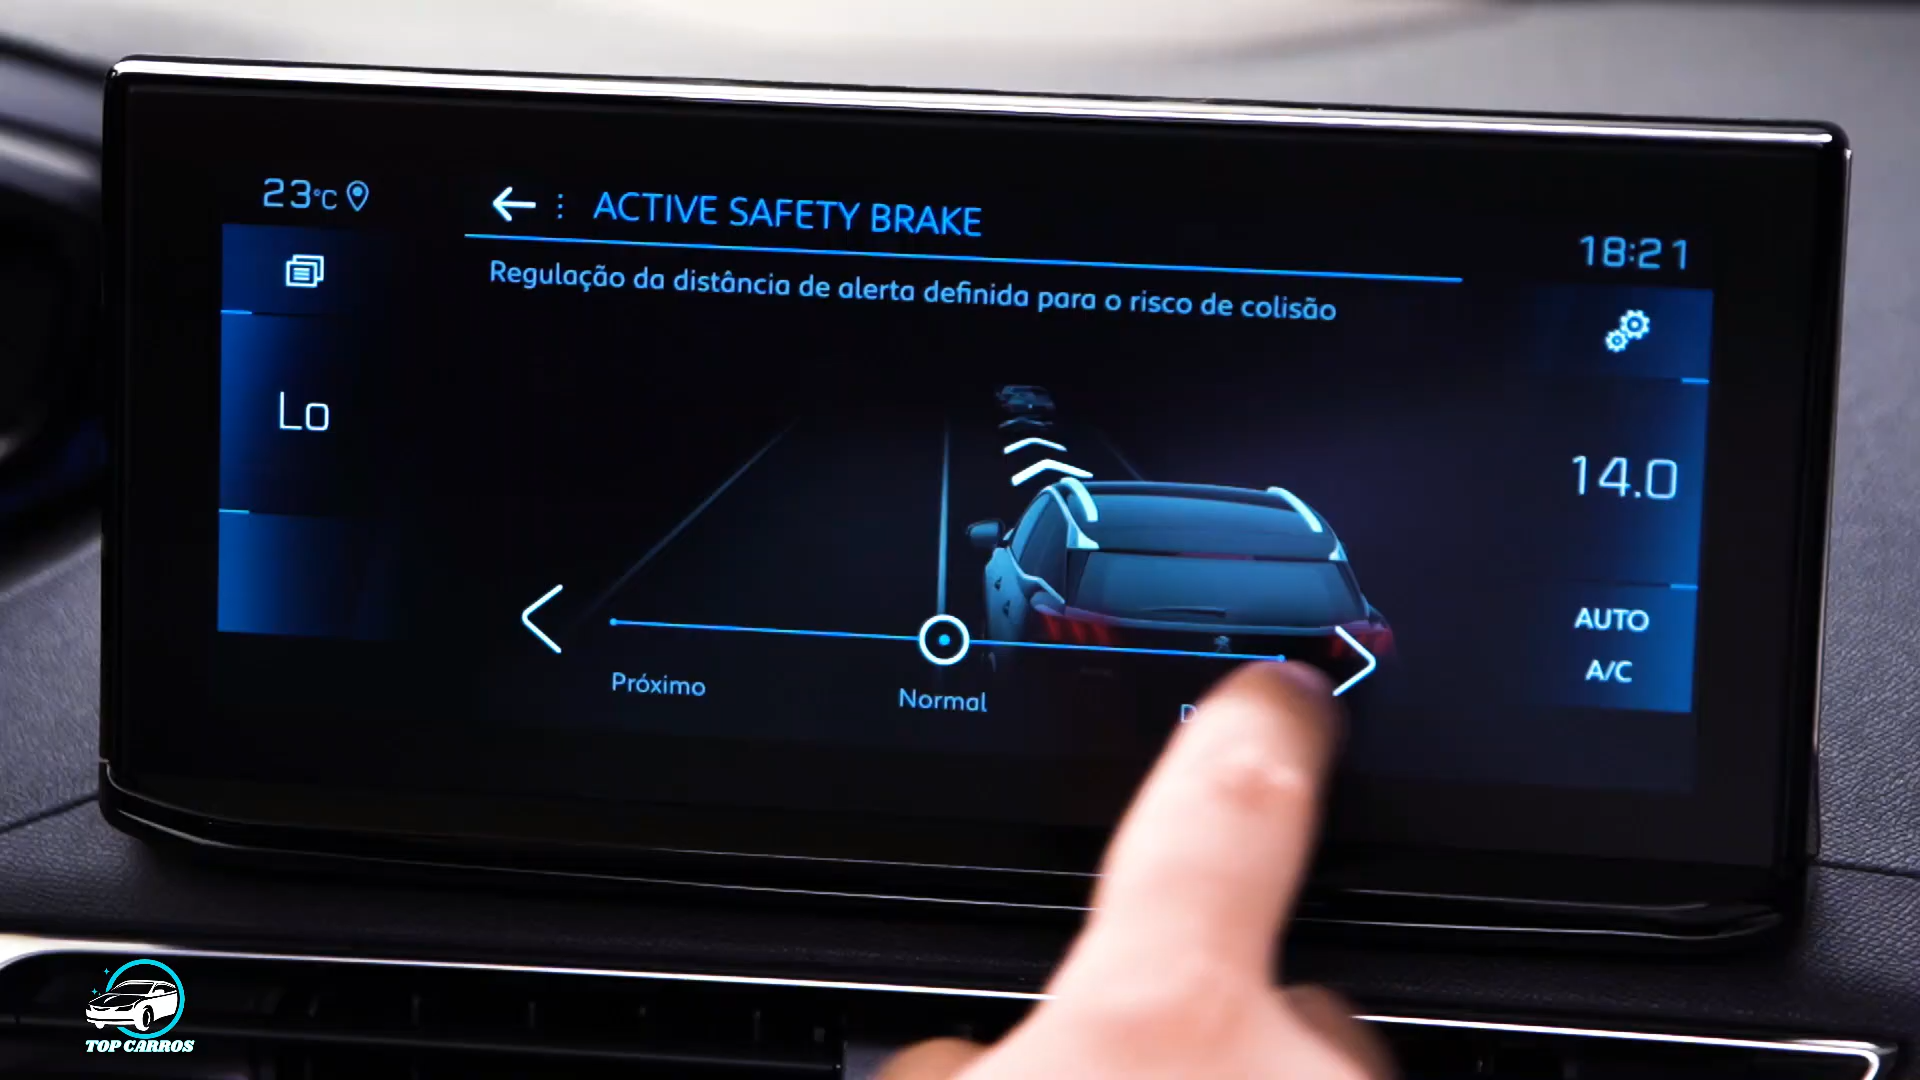 23°C
ACTIVE SAFETY BRAKE
18:21
Regulação da distância de alerta definida para o risco de colisão
Lo
14.0
Próximo
Normal
AUTO
A/C
TOP CARROS